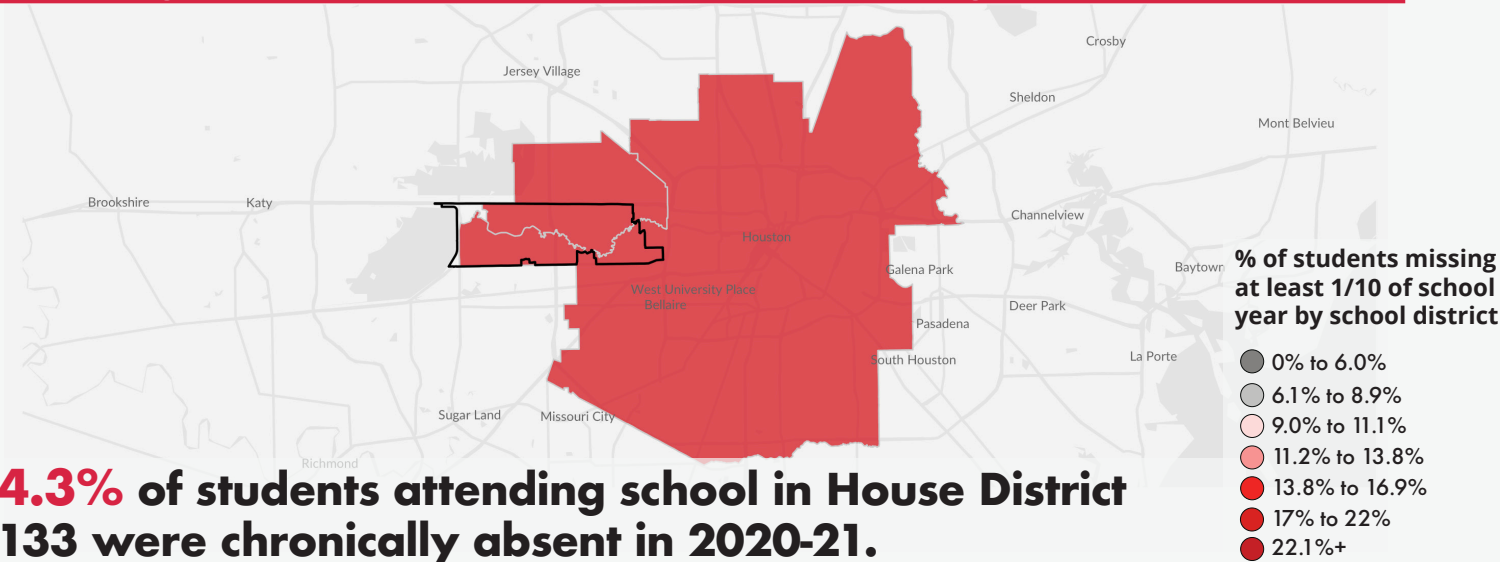 Crosby
Jersey Village
Sheldon
Mont Belvieu
Brookshire
Katy
Channelview
Houston
Galena Park
Baytown
West University Place
Bellaire
Deer Park
Pasadena
South Houston
La Porte
Sugar Land
Missouri City
Richmond
% of students missing
at least 1/10 of school
year by school district
0% to 6.0%
6.1% to 8.9%
9.0% to 11.1%
11.2% to 13.8%
13.8% to 16.9%
17% to 22%
22.1%+
4.3% of students attending school in House District
133 were chronically absent in 2020-21.